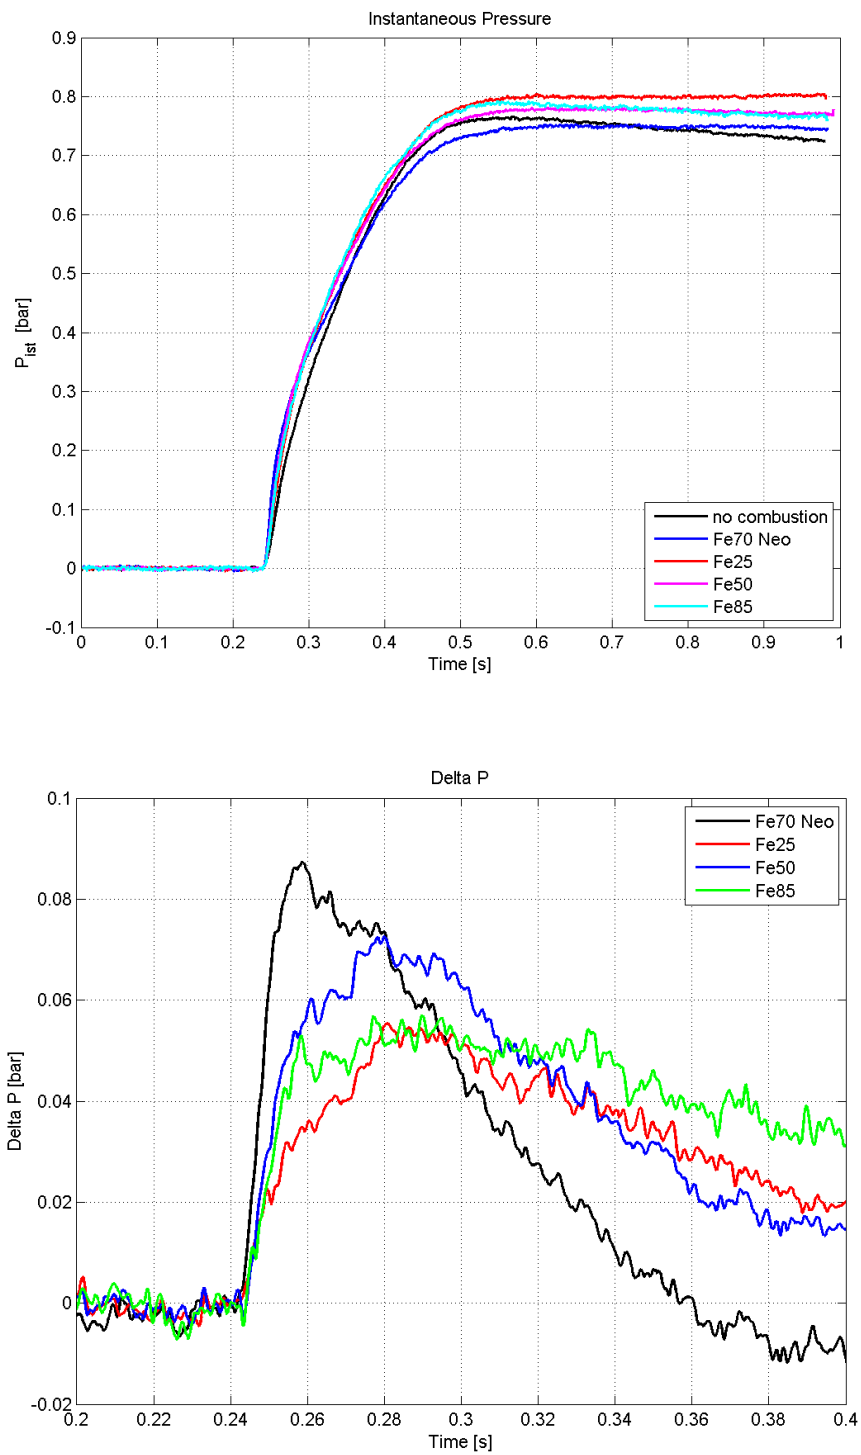 Instantaneous Pressure
0.9
0.8
0.7
0.6
0.5
0.4
0.3
0.2
0.1
0
-0.1
P_ist [bar]
no combustion
Fe70 Neo
Fe25
Fe50
Fe85
0 0.1 0.2 0.3 0.4 0.5 0.6 0.7 0.8 0.9 1
Time [s]
Delta P
0.1
0.08
0.06
0.04
0.02
0
-0.02
Delta P [bar]
Fe70 Neo
Fe25
Fe50
Fe85
0.2 0.22 0.24 0.26 0.28 0.3 0.32 0.34 0.36 0.38 0.4
Time [s]